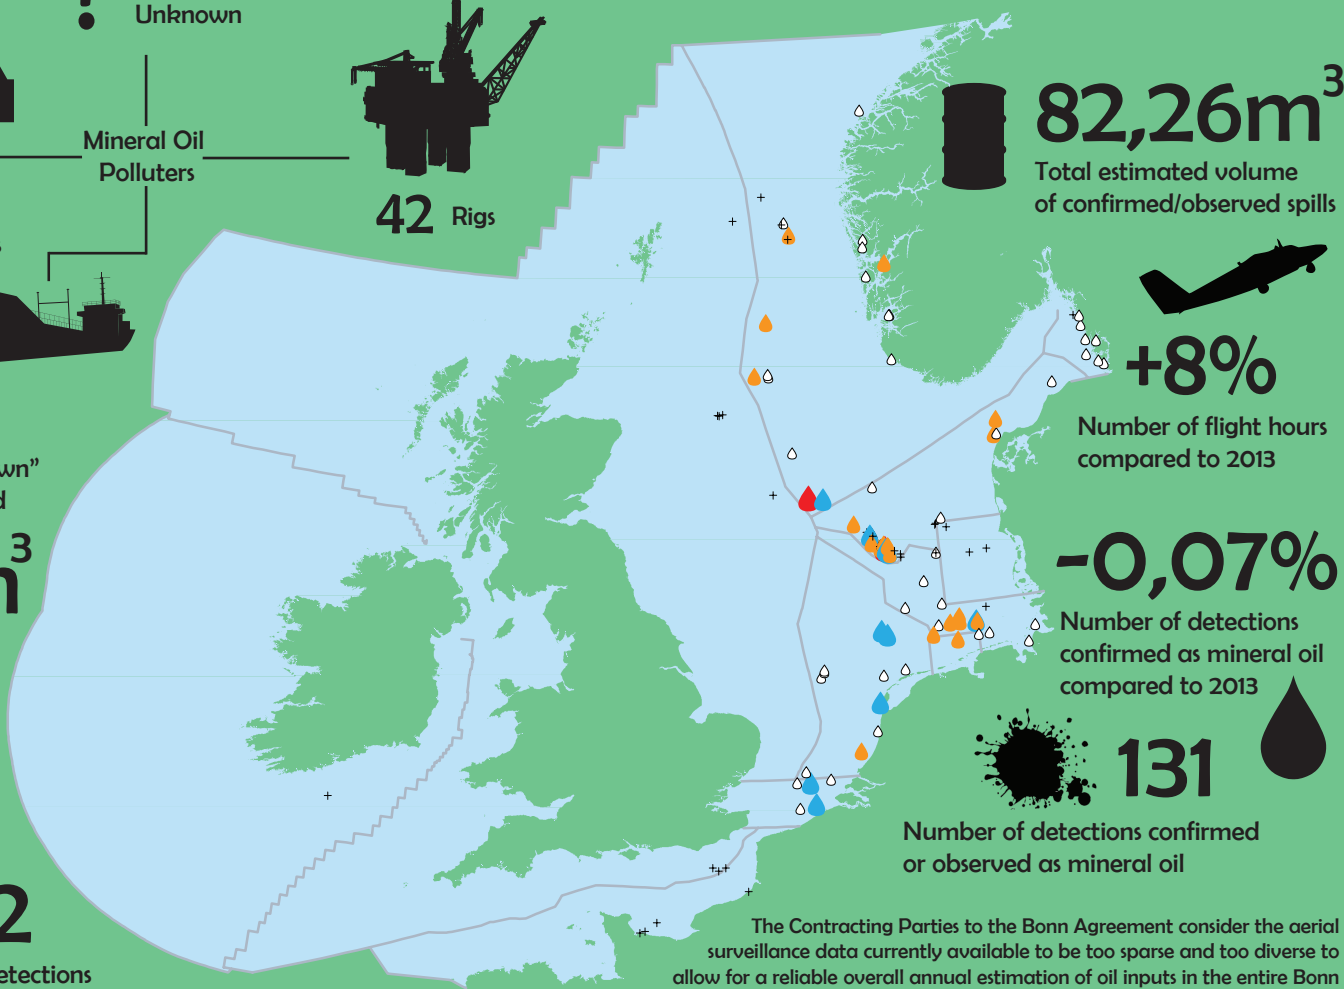 Unknown
Mineral Oil
Polluters
42 Rigs
82,26m³
Total estimated volume
of confirmed/observed spills
+8%
Number of flight hours
compared to 2013
-0,07%
Number of detections
confirmed as mineral oil
compared to 2013
131
Number of detections confirmed
or observed as mineral oil
The Contracting Parties to the Bonn Agreement consider the aerial
surveillance data currently available to be too sparse and too diverse to
allow for a reliable overall annual estimation of oil inputs in the entire Bonn